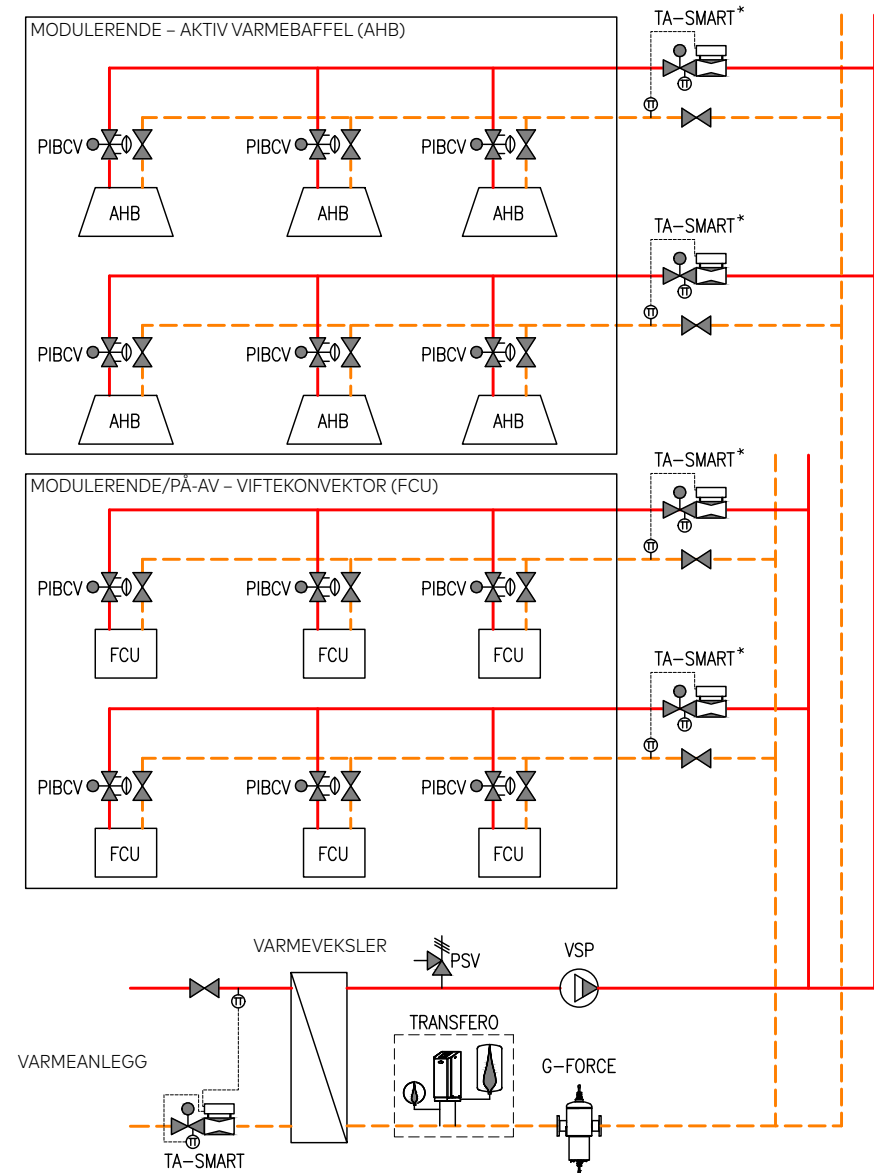 MODULERENDE – AKTIV VARMEBAFFEL (AHB)
TA-SMART*
PIBCV PIBCV PIBCV
AHB AHB AHB
TA-SMART*
PIBCV PIBCV PIBCV
AHB AHB AHB
TA-SMART*
MODULERENDE/PÅ-AV – VIFTEKONVEKTOR (FCU)
PIBCV PIBCV PIBCV
FCU FCU FCU
TA-SMART*
PIBCV PIBCV PIBCV
FCU FCU FCU
VARMEVEKSLER
PSV
VSP
TRANSFERO
VARMEANLEGG
G-FORCE
TA-SMART